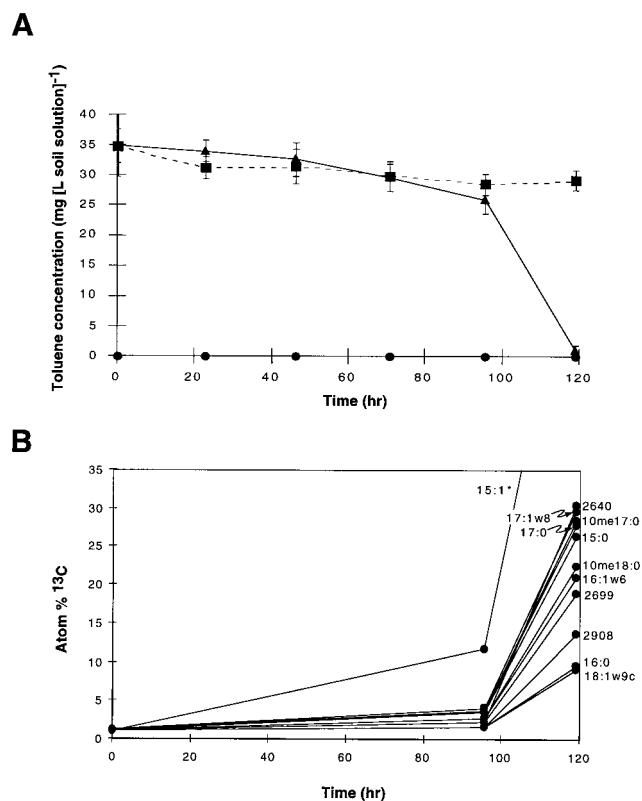 A
Toluene concentration (mg [L soil solution]-1)
40
35
30
25
20
15
10
5
0
0 20 40 60 80 100 120
Time (hr)
B
Atom % 13C
35
30
25
20
15
10
5
0
15:1*
17:1w8
17:0
2640
10me17:0
15:0
10me18:0
16:1w6
2699
2908
16:0
18:1w9c
0 20 40 60 80 100 120
Time (hr)